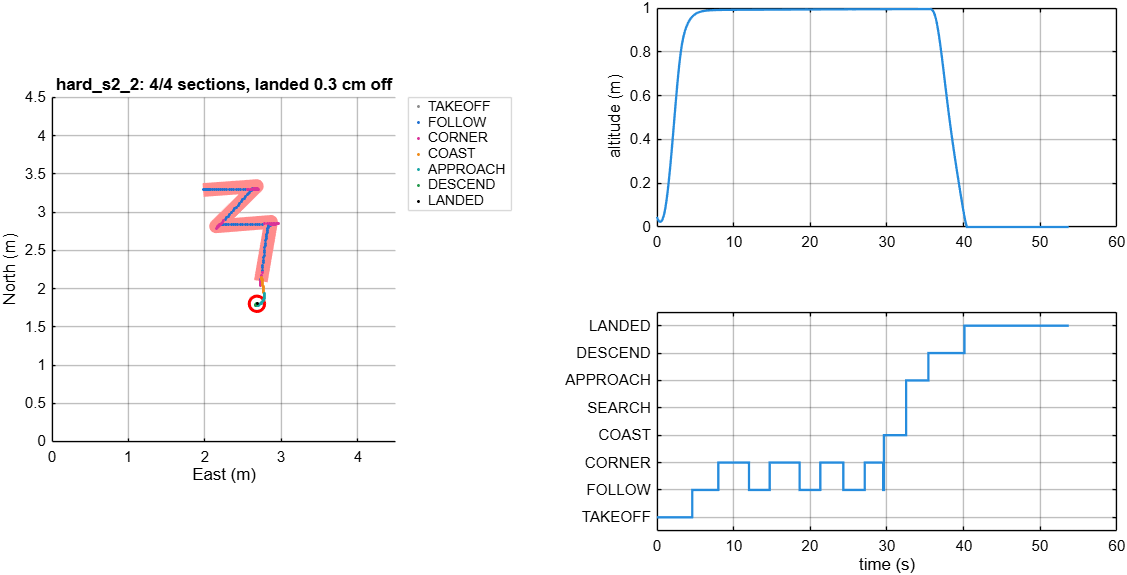 hard_s2_2: 4/4 sections, landed 0.3 cm off
4.5
4
3.5
3
2.5
2
1.5
1
0.5
0
0 1 2 3 4
East (m)
North (m)
TAKEOFF
FOLLOW
CORNER
COAST
APPROACH
DESCEND
LANDED
1
0.8
0.6
0.4
0.2
0
0 10 20 30 40 50 60
altitude (m)
LANDED
DESCEND
APPROACH
SEARCH
COAST
CORNER
FOLLOW
TAKEOFF
0 10 20 30 40 50 60
time (s)